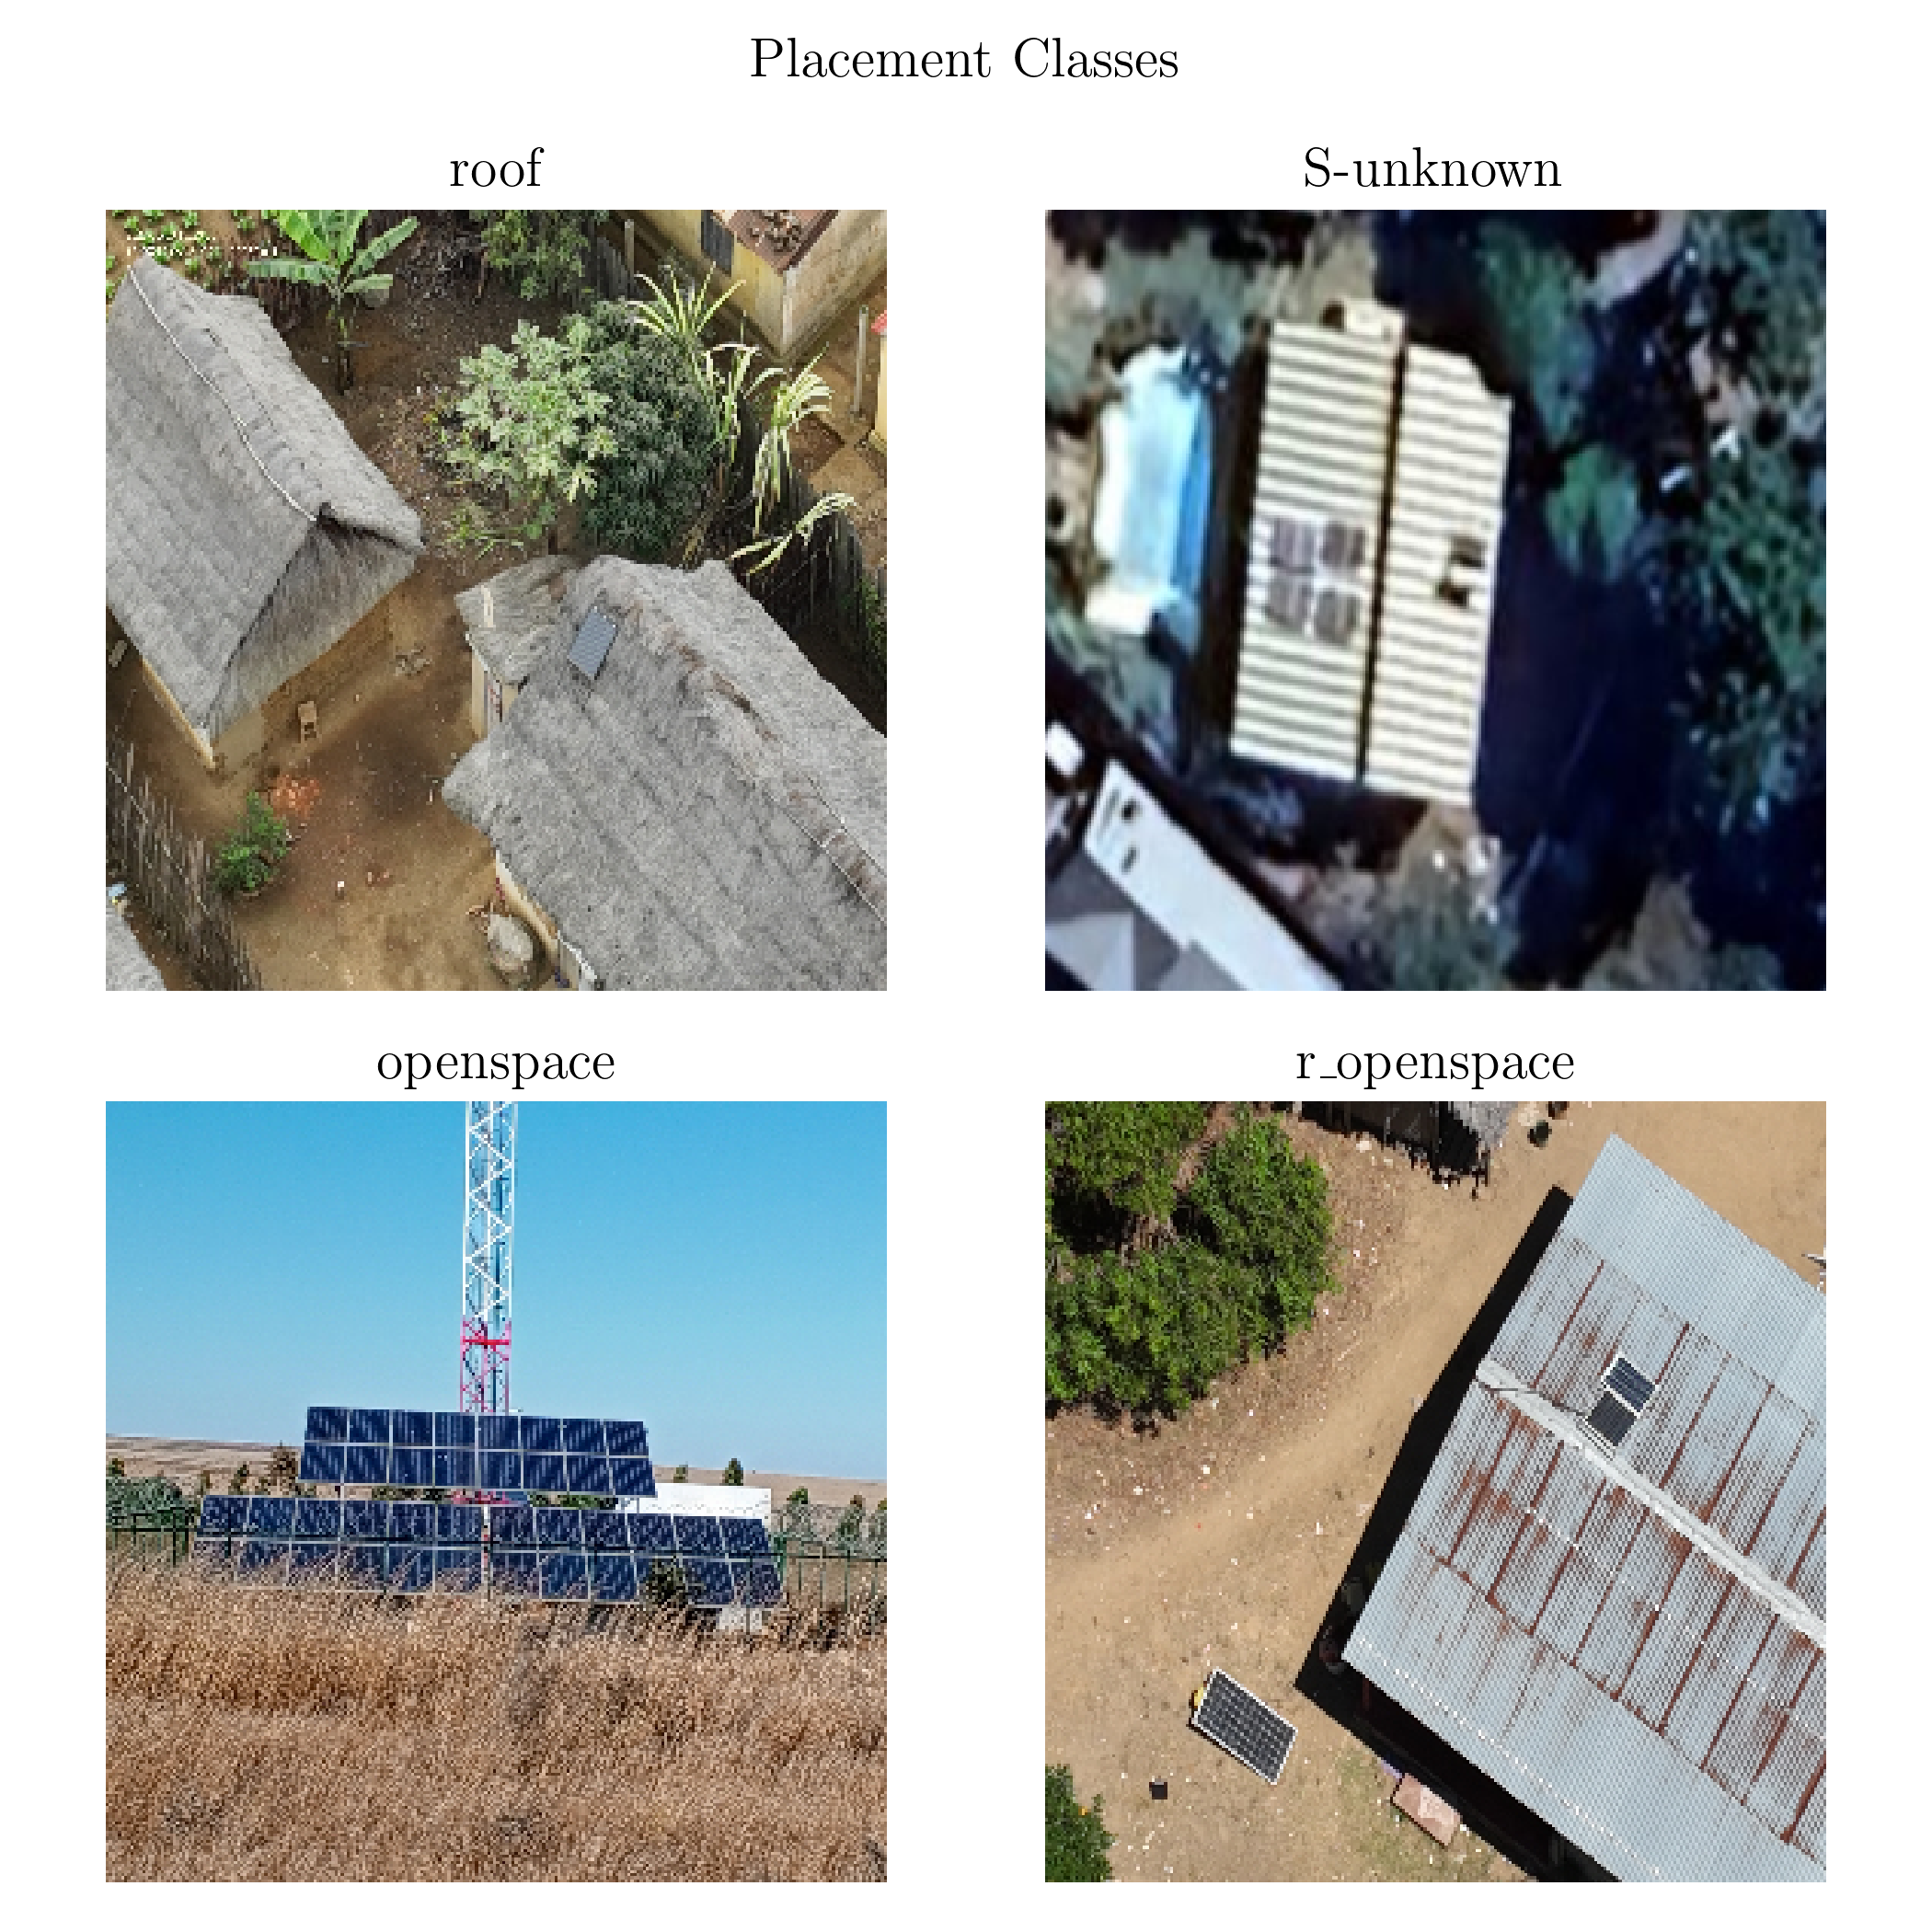 Placement Classes
roof
S-unknown
openspace
r_openspace